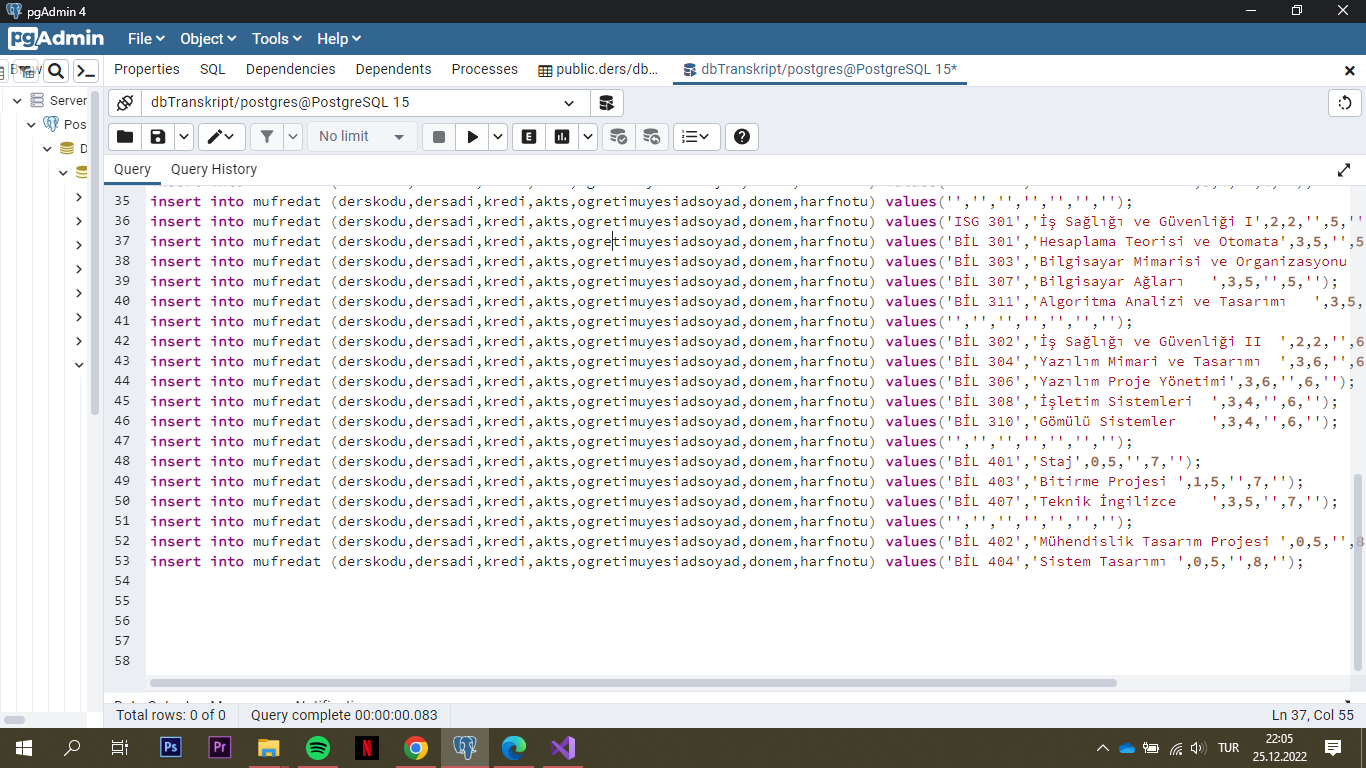 pgAdmin 4
pgAdmin File Object Tools Help
Properties SQL Dependencies Dependents Processes public.ders/db... dbTranskript/postgres@PostgreSQL 15*
Server
dbTranskript/postgres@PostgreSQL 15
Pos
No limit E
D
Query Query History
35 insert into mufredat (derskodu,dersadi,kredi,akts,ogretimuyesiadsoyad,donem,harfnotu) values('','','','','','','');
36 insert into mufredat (derskodu,dersadi,kredi,akts,ogretimuyesiadsoyad,donem,harfnotu) values('ISG 301','İş Sağlığı ve Güvenliği I',2,2,'',5,''
37 insert into mufredat (derskodu,dersadi,kredi,akts,ogretimuyesiadsoyad,donem,harfnotu) values('BİL 301','Hesaplama Teorisi ve Otomata',3,5,'',5
38 insert into mufredat (derskodu,dersadi,kredi,akts,ogretimuyesiadsoyad,donem,harfnotu) values('BİL 303','Bilgisayar Mimarisi ve Organizasyonu
39 insert into mufredat (derskodu,dersadi,kredi,akts,ogretimuyesiadsoyad,donem,harfnotu) values('BİL 307','Bilgisayar Ağları   ',3,5,'',5,'');
40 insert into mufredat (derskodu,dersadi,kredi,akts,ogretimuyesiadsoyad,donem,harfnotu) values('BİL 311','Algoritma Analizi ve Tasarımı   ',3,5,
41 insert into mufredat (derskodu,dersadi,kredi,akts,ogretimuyesiadsoyad,donem,harfnotu) values('','','','','','','');
42 insert into mufredat (derskodu,dersadi,kredi,akts,ogretimuyesiadsoyad,donem,harfnotu) values('BİL 302','İş Sağlığı ve Güvenliği II  ',2,2,'',6
43 insert into mufredat (derskodu,dersadi,kredi,akts,ogretimuyesiadsoyad,donem,harfnotu) values('BİL 304','Yazılım Mimari ve Tasarımı  ',3,6,'',6
44 insert into mufredat (derskodu,dersadi,kredi,akts,ogretimuyesiadsoyad,donem,harfnotu) values('BİL 306','Yazılım Proje Yönetimi',3,6,'',6,'');
45 insert into mufredat (derskodu,dersadi,kredi,akts,ogretimuyesiadsoyad,donem,harfnotu) values('BİL 308','İşletim Sistemleri  ',3,4,'',6,'');
46 insert into mufredat (derskodu,dersadi,kredi,akts,ogretimuyesiadsoyad,donem,harfnotu) values('BİL 310','Gömülü Sistemler    ',3,4,'',6,'');
47 insert into mufredat (derskodu,dersadi,kredi,akts,ogretimuyesiadsoyad,donem,harfnotu) values('','','','','','','');
48 insert into mufredat (derskodu,dersadi,kredi,akts,ogretimuyesiadsoyad,donem,harfnotu) values('BİL 401','Staj',0,5,'',7,'');
49 insert into mufredat (derskodu,dersadi,kredi,akts,ogretimuyesiadsoyad,donem,harfnotu) values('BİL 403','Bitirme Projesi ',1,5,'',7,'');
50 insert into mufredat (derskodu,dersadi,kredi,akts,ogretimuyesiadsoyad,donem,harfnotu) values('BİL 407','Teknik İngilizce    ',3,5,'',7,'');
51 insert into mufredat (derskodu,dersadi,kredi,akts,ogretimuyesiadsoyad,donem,harfnotu) values('','','','','','','');
52 insert into mufredat (derskodu,dersadi,kredi,akts,ogretimuyesiadsoyad,donem,harfnotu) values('BİL 402','Mühendislik Tasarım Projesi ',0,5,'',8
53 insert into mufredat (derskodu,dersadi,kredi,akts,ogretimuyesiadsoyad,donem,harfnotu) values('BİL 404','Sistem Tasarımı ',0,5,'',8,'');
54
55
56
57
58
Total rows: 0 of 0 Query complete 00:00:00.083 Ln 37, Col 55
Ps Pr N TUR 22:05
25.12.2022